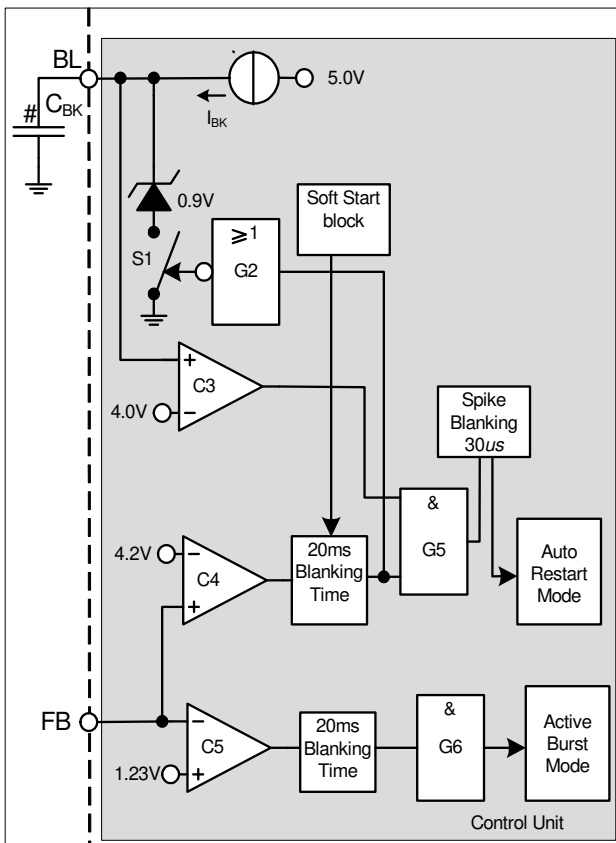 BL
5.0V
# C_BK
I_BK
0.9V
Soft Start
block
S1
≥1
G2
+
C3
4.0V
−
Spike
Blanking
30us
&
G5
4.2V
−
C4
+
20ms
Blanking
Time
Auto
Restart
Mode
FB
−
C5
1.23V
+
20ms
Blanking
Time
&
G6
Active
Burst
Mode
Control Unit